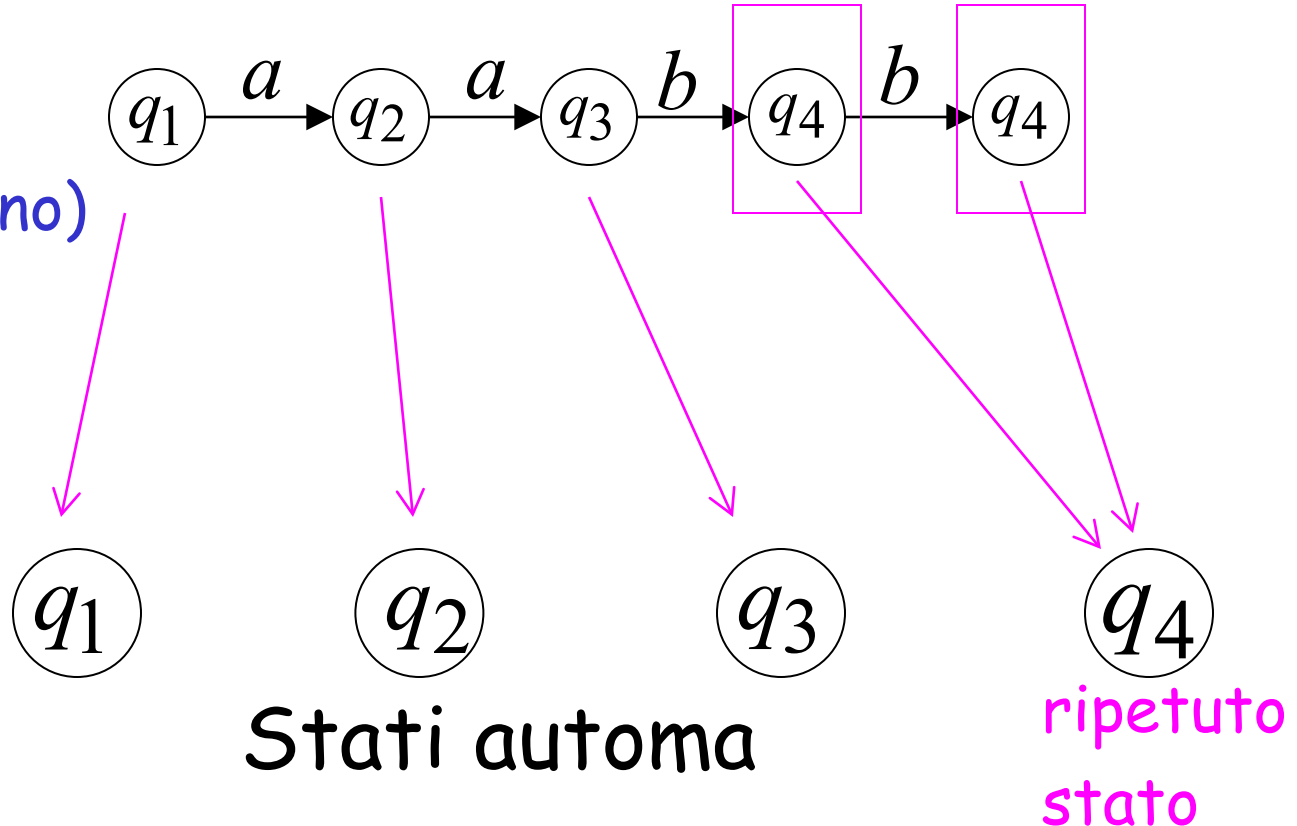 a a b b
q1 q2 q3 q4 q4
no)
q1 q2 q3 q4
Stati automa
ripetuto
stato